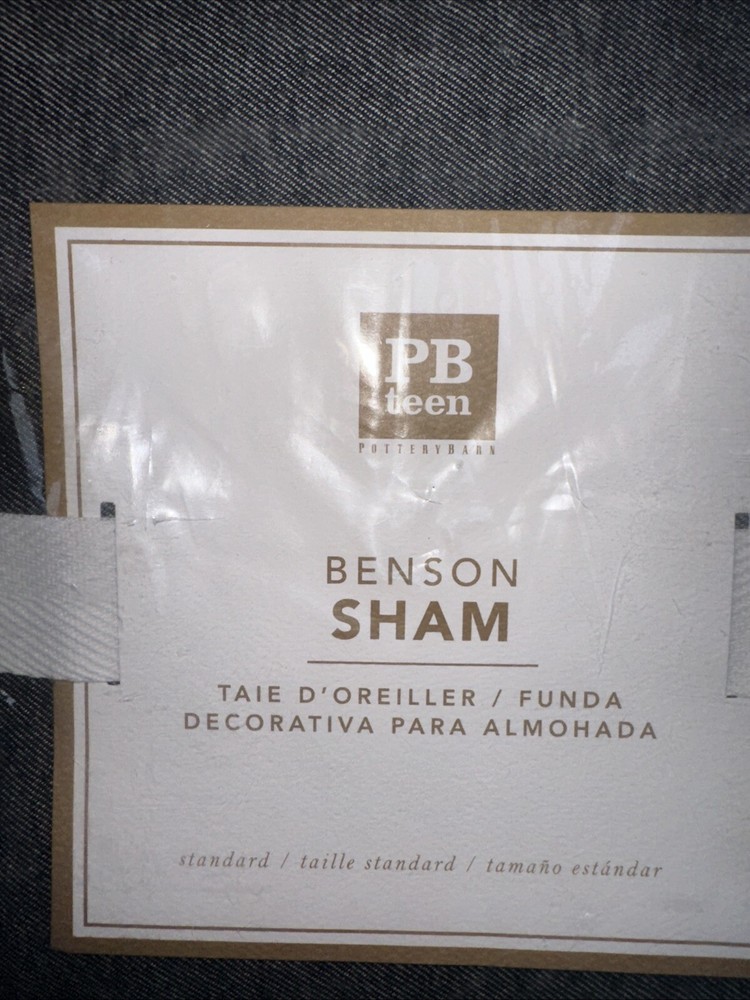 PB
teen
POTTERYBARN
BENSON
SHAM
TAIE D'OREILLER / FUNDA
DECORATIVA PARA ALMOHADA
standard / taille standard / tamaño estándar